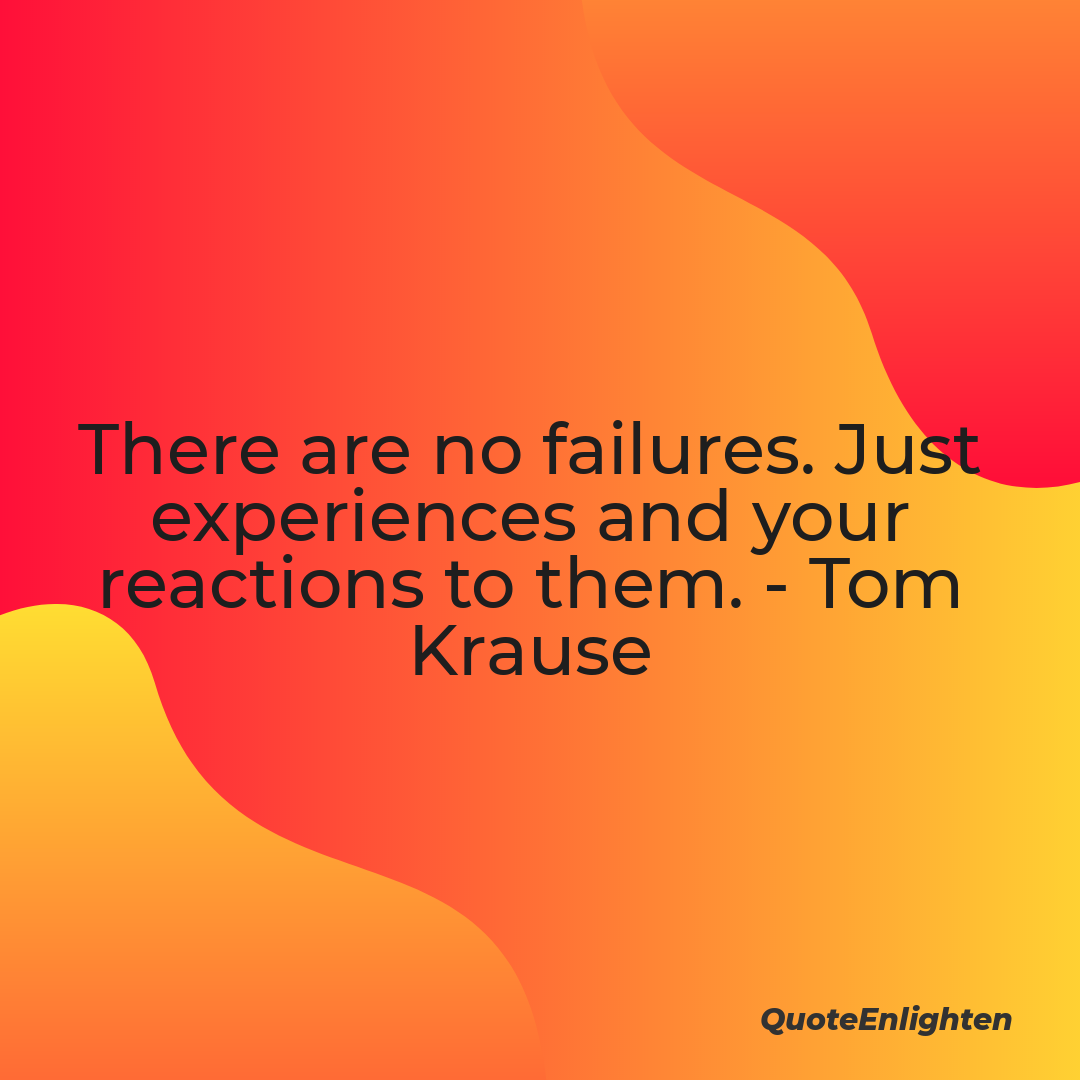 There are no failures. Just
experiences and your
reactions to them. - Tom
Krause
QuoteEnlighten